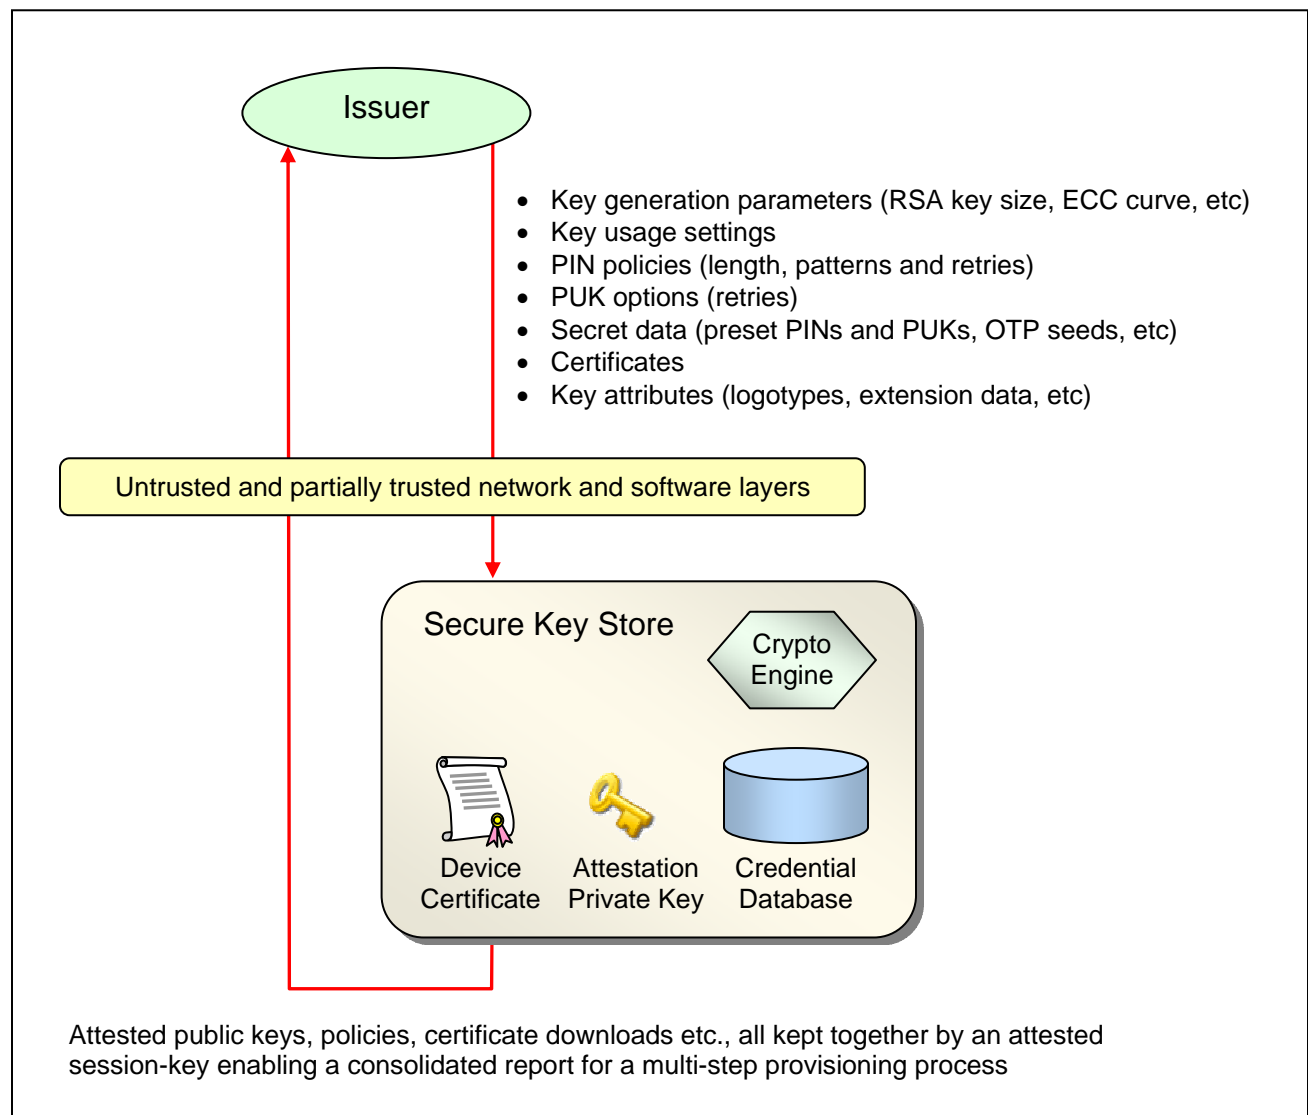 Issuer
• Key generation parameters (RSA key size, ECC curve, etc)
• Key usage settings
• PIN policies (length, patterns and retries)
• PUK options (retries)
• Secret data (preset PINs and PUKs, OTP seeds, etc)
• Certificates
• Key attributes (logotypes, extension data, etc)
Untrusted and partially trusted network and software layers
Secure Key Store
Crypto
Engine
Device
Certificate
Attestation
Private Key
Credential
Database
Attested public keys, policies, certificate downloads etc., all kept together by an attested
session-key enabling a consolidated report for a multi-step provisioning process